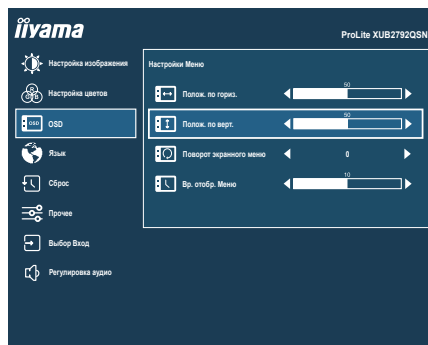 iiyama
ProLite XUB2792QSN
Настройка изображения
Настройки Меню
Настройка цветов
R
G B
Полож. по гориз.
50
OSD OSD
Полож. по верт.
50
Язык
Поворот экранного меню
0
Сброс
Вр. отобр. Меню
10
Прочее
Выбор Вход
Регулировка аудио